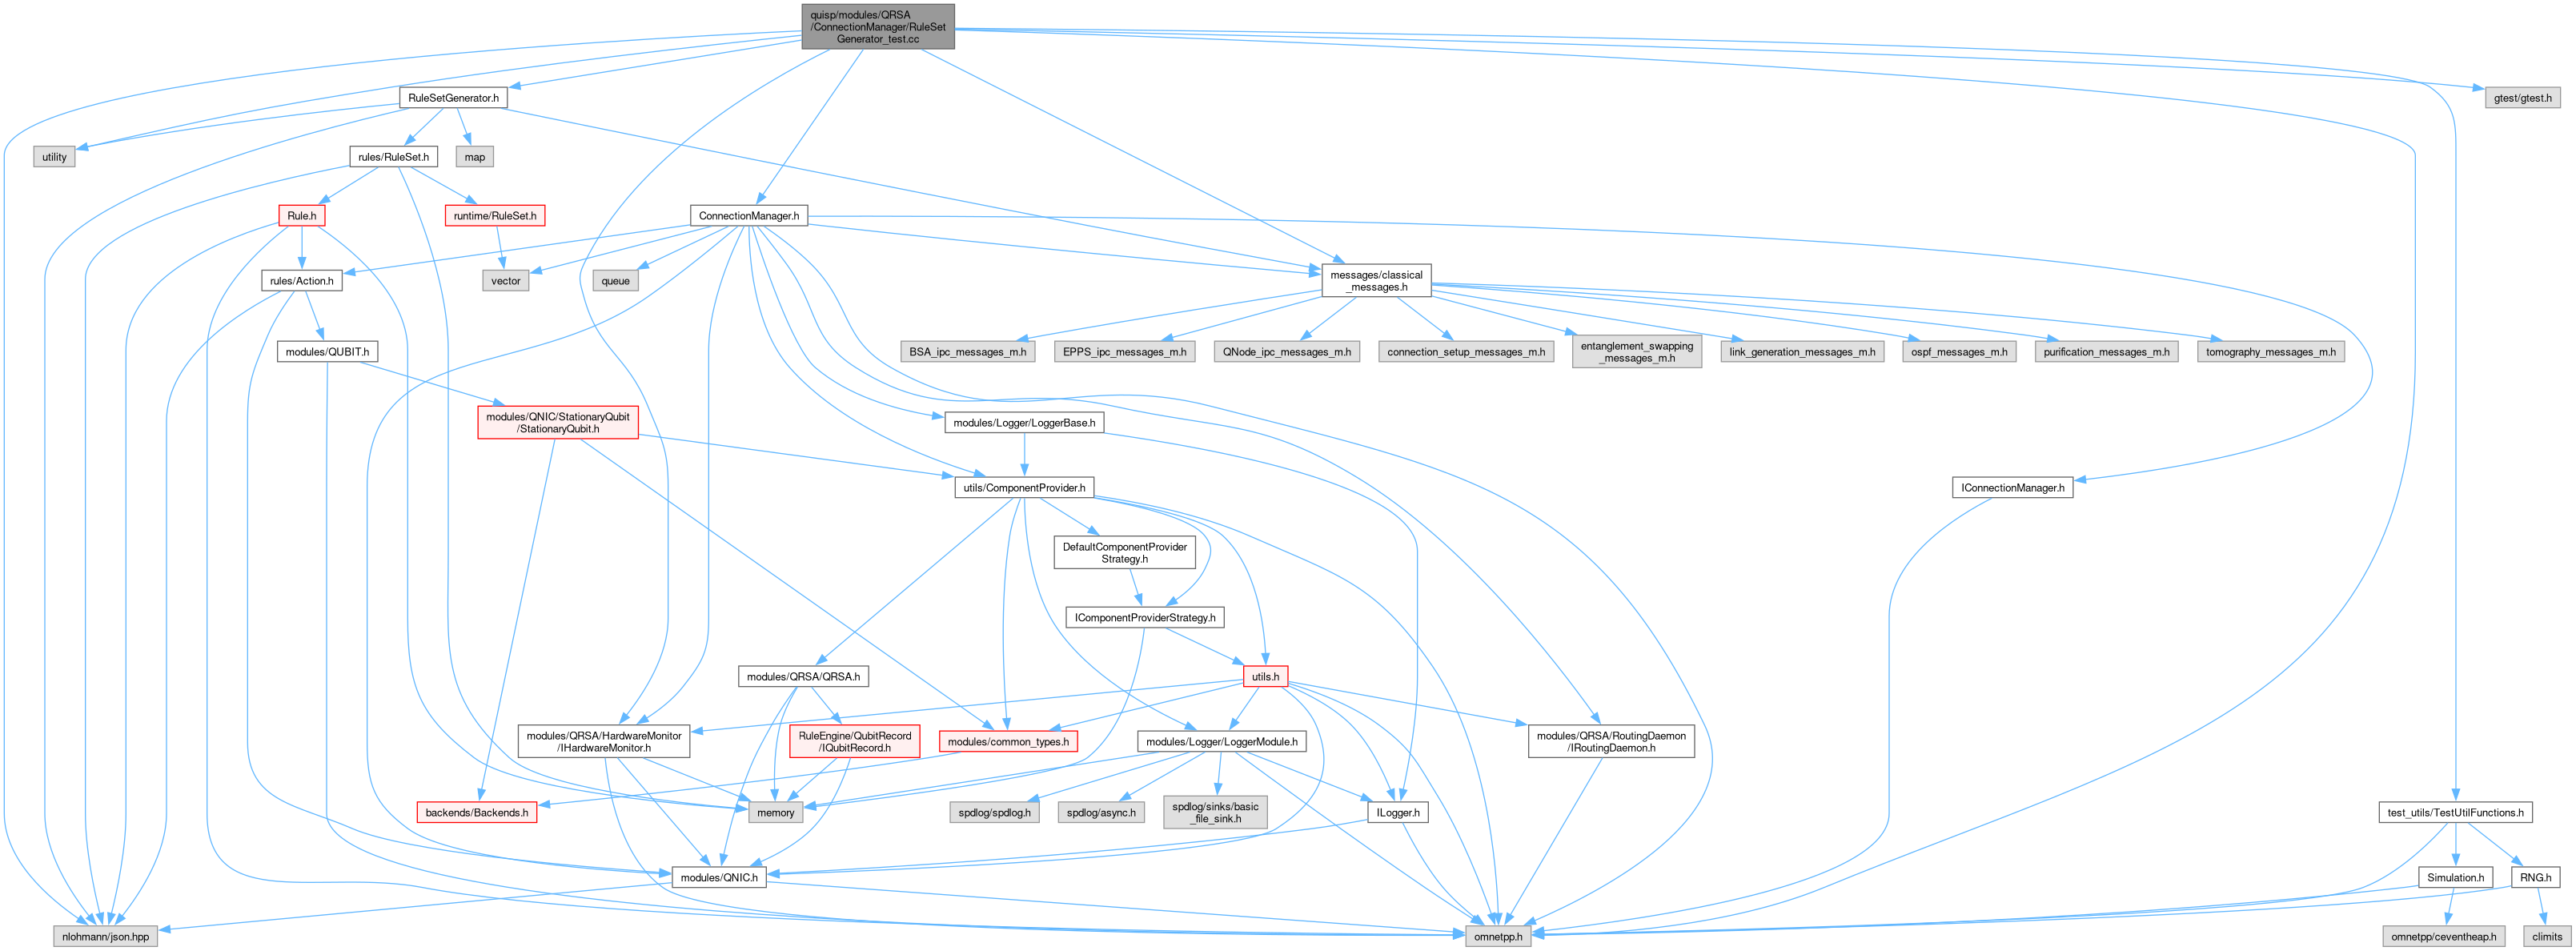 quisp/modules/QRSA
/ConnectionManager/RuleSet
Generator_test.cc
RuleSetGenerator.h
gtest/gtest.h
utility
rules/RuleSet.h
map
Rule.h
runtime/RuleSet.h
ConnectionManager.h
rules/Action.h
vector
queue
messages/classical
_messages.h
modules/QUBIT.h
BSA_ipc_messages_m.h
EPPS_ipc_messages_m.h
QNode_ipc_messages_m.h
connection_setup_messages_m.h
entanglement_swapping
_messages_m.h
link_generation_messages_m.h
ospf_messages_m.h
purification_messages_m.h
tomography_messages_m.h
modules/QNIC/StationaryQubit
/StationaryQubit.h
modules/Logger/LoggerBase.h
utils/ComponentProvider.h
IConnectionManager.h
DefaultComponentProvider
Strategy.h
IComponentProviderStrategy.h
modules/QRSA/QRSA.h
utils.h
modules/QRSA/HardwareMonitor
/IHardwareMonitor.h
RuleEngine/QubitRecord
/IQubitRecord.h
modules/common_types.h
modules/Logger/LoggerModule.h
modules/QRSA/RoutingDaemon
/IRoutingDaemon.h
backends/Backends.h
memory
spdlog/spdlog.h
spdlog/async.h
spdlog/sinks/basic
_file_sink.h
ILogger.h
test_utils/TestUtilFunctions.h
modules/QNIC.h
Simulation.h
RNG.h
nlohmann/json.hpp
omnetpp.h
omnetpp/ceventheap.h
climits